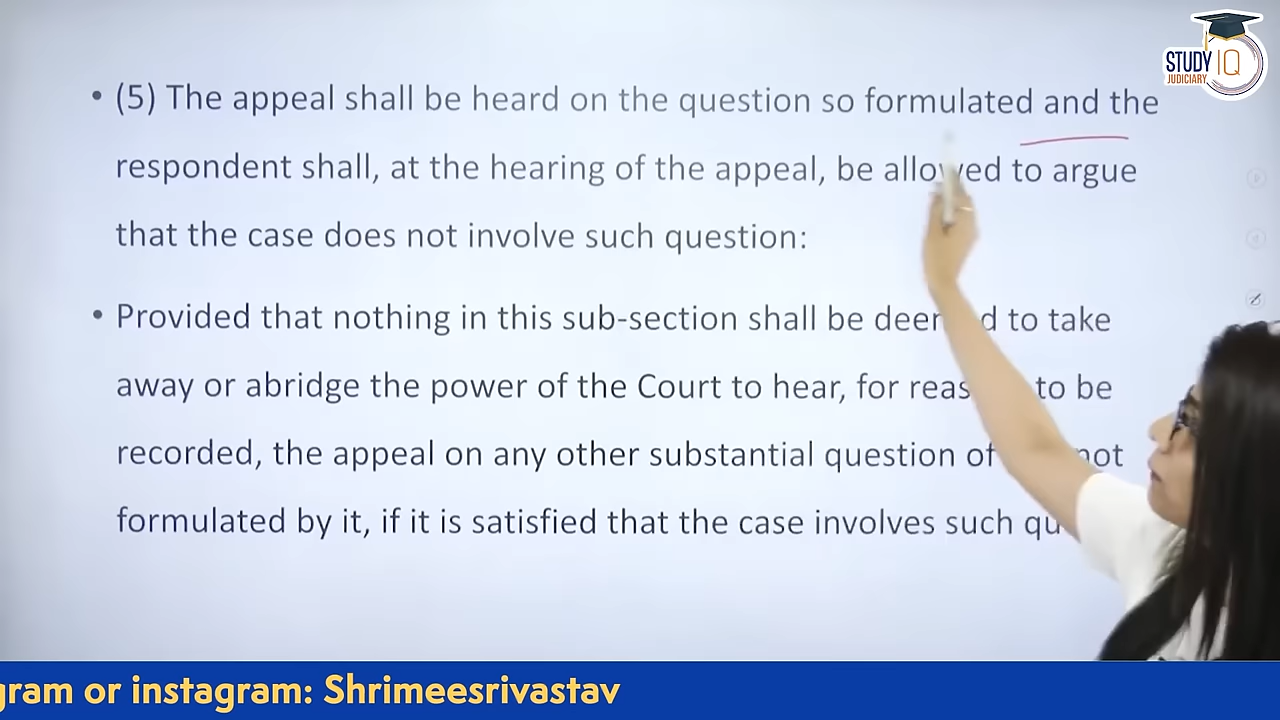 STUDY IQ
JUDICIARY
• (5) The appeal shall be heard on the question so formulated and the
respondent shall, at the hearing of the appeal, be allowed to argue
that the case does not involve such question:
• Provided that nothing in this sub-section shall be deemed to take
away or abridge the power of the Court to hear, for reas to be
recorded, the appeal on any other substantial question of not
formulated by it, if it is satisfied that the case involves such qu
gram or instagram: Shrimeesrivastav